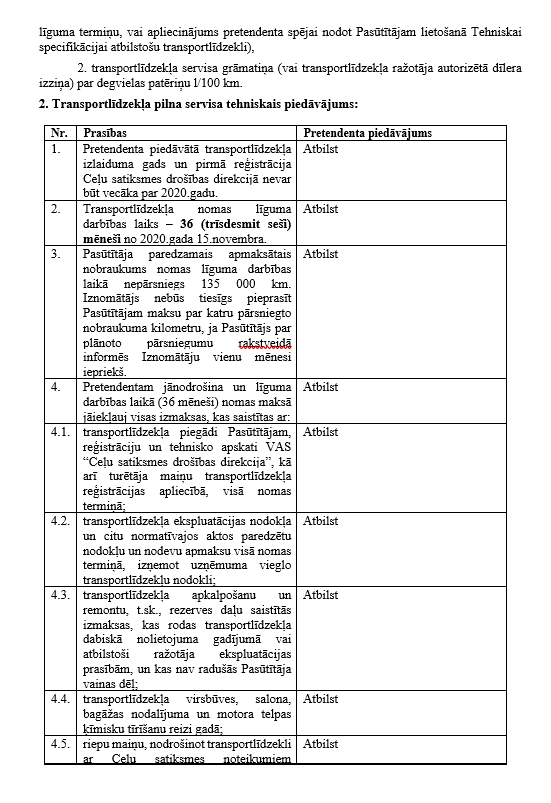 līguma termiņu, vai apliecinājums pretendenta spējai nodot Pasūtītājam lietošanā Tehniskai
specifikācijai atbilstošu transportlīdzekli),
2. transportlīdzekļa servisa grāmatiņa (vai transportlīdzekļa ražotāja autorizētā dīlera
izziņa) par degvielas patēriņu l/100 km.
2. Transportlīdzekļa pilna servisa tehniskais piedāvājums:
Nr. Prasības Pretendenta piedāvājums
1. Pretendenta piedāvātā transportlīdzekļa Atbilst
izlaiduma gads un pirmā reģistrācija
Ceļu satiksmes drošības direkcijā nevar
būt vecāka par 2020.gadu.
2. Transportlīdzekļa nomas līguma Atbilst
darbības laiks – 36 (trīsdesmit seši)
mēneši no 2020.gada 15.novembra.
3. Pasūtītāja paredzamais apmaksātais Atbilst
nobraukums nomas līguma darbības
laikā nepārsniegs 135 000 km.
Iznomātājs nebūs tiesīgs pieprasīt
Pasūtītājam maksu par katru pārsniegto
nobraukuma kilometru, ja Pasūtītājs par
plānoto pārsniegumu rakstveidā
informēs Iznomātāju vienu mēnesi
iepriekš.
4. Pretendentam jānodrošina un līguma Atbilst
darbības laikā (36 mēneši) nomas maksā
jāiekļauj visas izmaksas, kas saistītas ar:
4.1. transportlīdzekļa piegādi Pasūtītājam, Atbilst
reģistrāciju un tehnisko apskati VAS
“Ceļu satiksmes drošības direkcija”, kā
arī turētāja maiņu transportlīdzekļa
reģistrācijas apliecībā, visā nomas
termiņā;
4.2. transportlīdzekļa ekspluatācijas nodokļa Atbilst
un citu normatīvajos aktos paredzētu
nodokļu un nodevu apmaksu visā nomas
termiņā, izņemot uzņēmuma vieglo
transportlīdzekļu nodokli;
4.3. transportlīdzekļa apkalpošanu un Atbilst
remontu, t.sk., rezerves daļu saistītās
izmaksas, kas rodas transportlīdzekļa
dabiskā nolietojuma gadījumā vai
atbilstoši ražotāja ekspluatācijas
prasībām, un kas nav radušās Pasūtītāja
vainas dēļ;
4.4. transportlīdzekļa virsbūves, salona, Atbilst
bagāžas nodalījuma un motora telpas
ķīmisku tīrīšanu reizi gadā;
4.5. riepu maiņu, nodrošinot transportlīdzekli Atbilst
ar Ceļu satiksmes noteikumiem